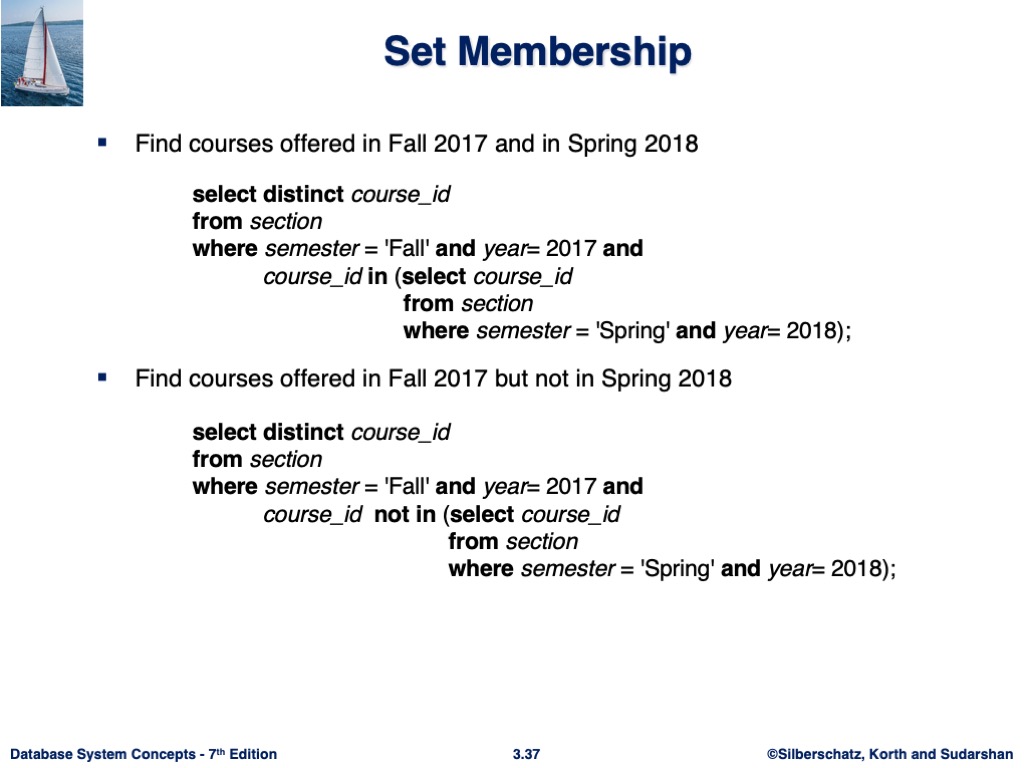 Set Membership
▪ Find courses offered in Fall 2017 and in Spring 2018
select distinct course_id
from section
where semester = 'Fall' and year= 2017 and
course_id in (select course_id
from section
where semester = 'Spring' and year= 2018);
▪ Find courses offered in Fall 2017 but not in Spring 2018
select distinct course_id
from section
where semester = 'Fall' and year= 2017 and
course_id not in (select course_id
from section
where semester = 'Spring' and year= 2018);
Database System Concepts - 7th Edition 3.37 ©Silberschatz, Korth and Sudarshan